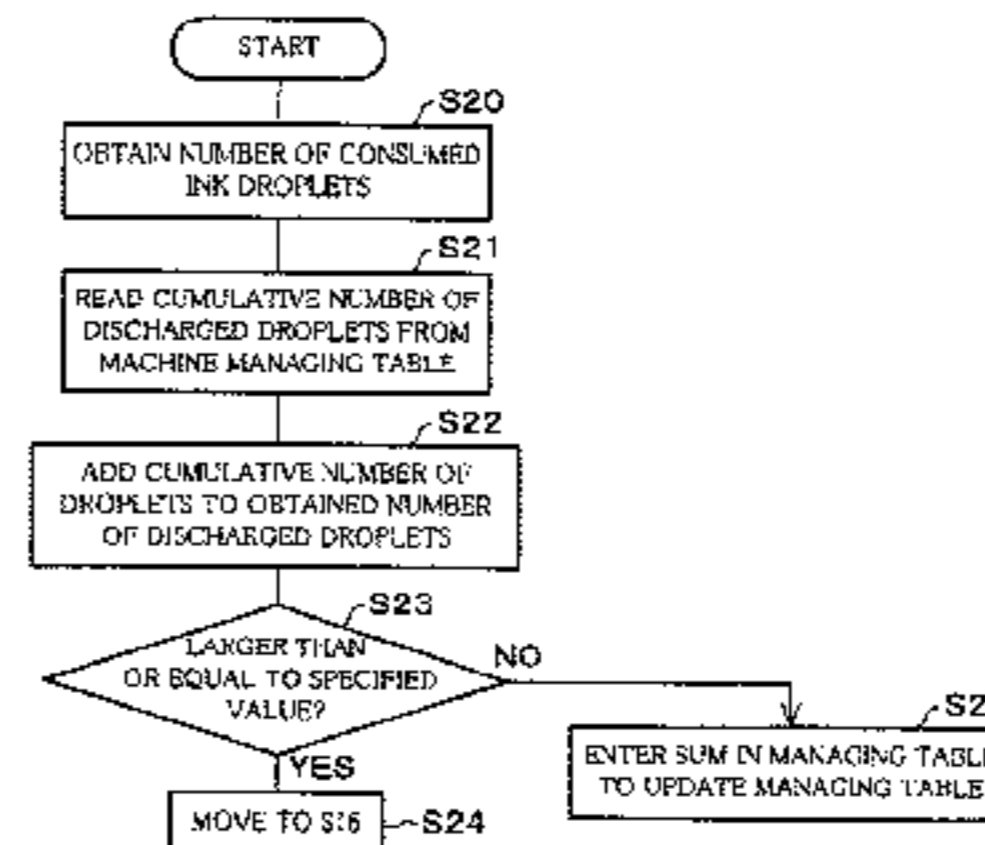 START
S20
OBTAIN NUMBER OF CONSUMED
INK DROPLETS
S21
READ CUMULATIVE NUMBER OF
DISCHARGED DROPLETS FROM
MACHINE MANAGING TABLE
S22
ADD CUMULATIVE NUMBER OF
DROPLETS TO OBTAINED NUMBER
OF DISCHARGED DROPLETS
S23
LARGER THAN
OR EQUAL TO SPECIFIED
VALUE?
NO
ENTER SUM IN MANAGING
TO UPDATE MANAGING TABLE
YES
MOVE TO
S24